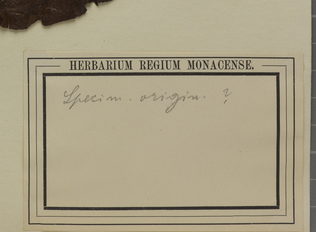 HERBARIUM REGIUM MONACENSE.
Specim. origin. ?